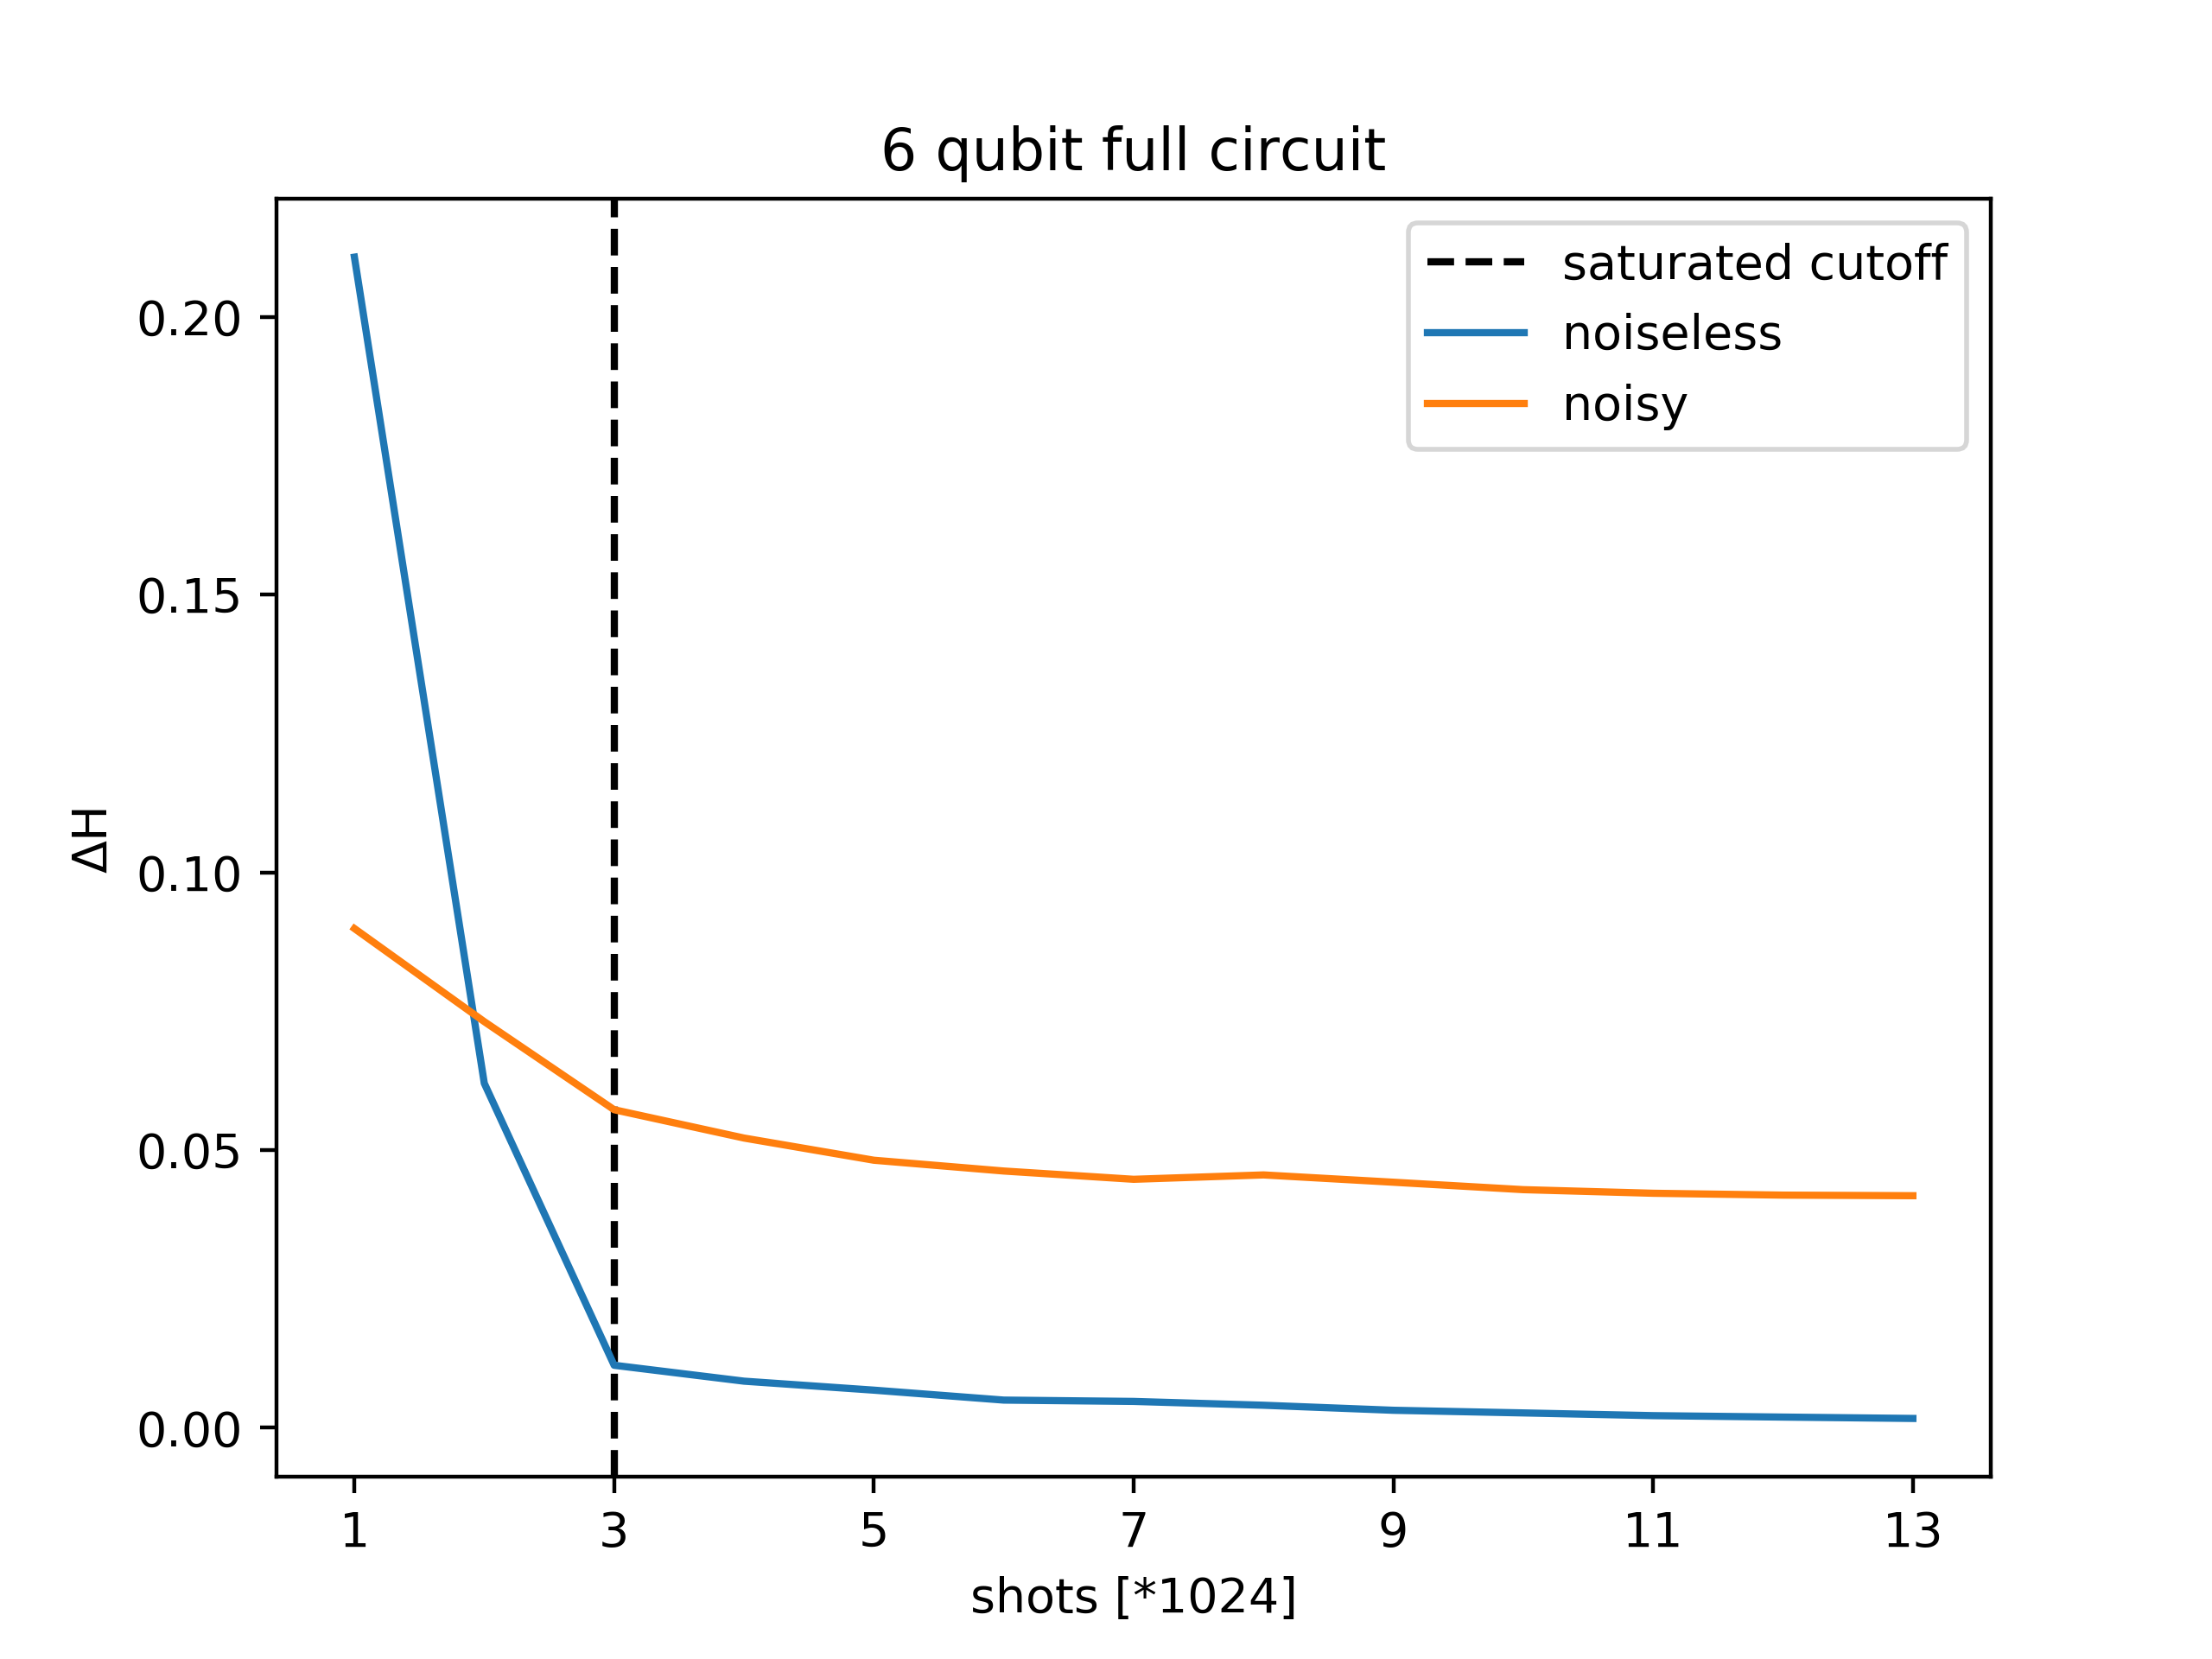 6 qubit full circuit
saturated cutoff
noiseless
noisy
0.20
0.15
0.10
0.05
0.00
ΔH
1 3 5 7 9 11 13
shots [*1024]